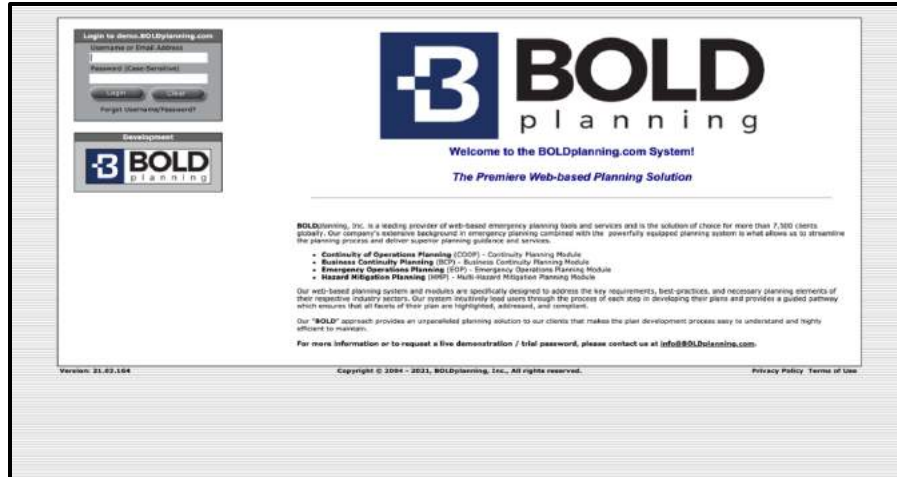 Login to demo.BOLDplanning.com
Username or Email Address
Password (Case-Sensitive)
Login Clear
Forgot Username/Password?
Development
B BOLD
planning
B BOLD
planning
Welcome to the BOLDplanning.com System!
The Premiere Web-based Planning Solution
BOLDplanning, Inc. is a leading provider of web-based emergency planning tools and services and is the solution of choice for more than 7,500 clients
globally. Our company's extensive background in emergency planning combined with the powerfully equipped planning system is what allows us to streamline
the planning process and deliver superior planning guidance and services.
• Continuity of Operations Planning (COOP) - Continuity Planning Module
• Business Continuity Planning (BCP) - Business Continuity Planning Module
• Emergency Operations Planning (EOP) - Emergency Operations Planning Module
• Hazard Mitigation Planning (HMP) - Multi-Hazard Mitigation Planning Module
Our web-based planning system and modules are specifically designed to address the key requirements, best-practices, and necessary planning elements of
their respective industry sectors. Our system intuitively lead users through the process of each step in developing their plans and provides a guided pathway
which ensures that all facets of their plan are highlighted, addressed, and compliant.
Our "BOLD" approach provides an unparalleled planning solution to our clients that makes the plan development process easy to understand and highly
efficient to maintain.
For more information or to request a live demonstration / trial password, please contact us at info@BOLDplanning.com.
Version: 21.02.164 Copyright © 2004 - 2021, BOLDplanning, Inc., All rights reserved. Privacy Policy Terms of Use